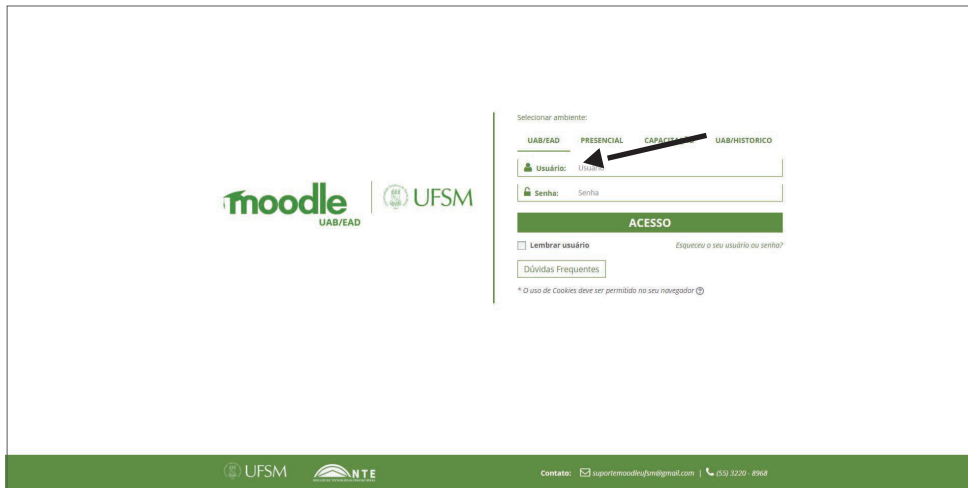 Selecionar ambiente:
UAB/EAD PRESENCIAL CAPACITAÇÃO UAB/HISTORICO
Usuário: Usuário
Senha: Senha
moodle
UAB/EAD
UFSM
ACESSO
Lembrar usuário Esqueceu o seu usuário ou senha?
Dúvidas Frequentes
* O uso de Cookies deve ser permitido no seu navegador
UFSM
NTE
Contato: suportemoodleufsm@gmail.com | (55) 3220 - 8968